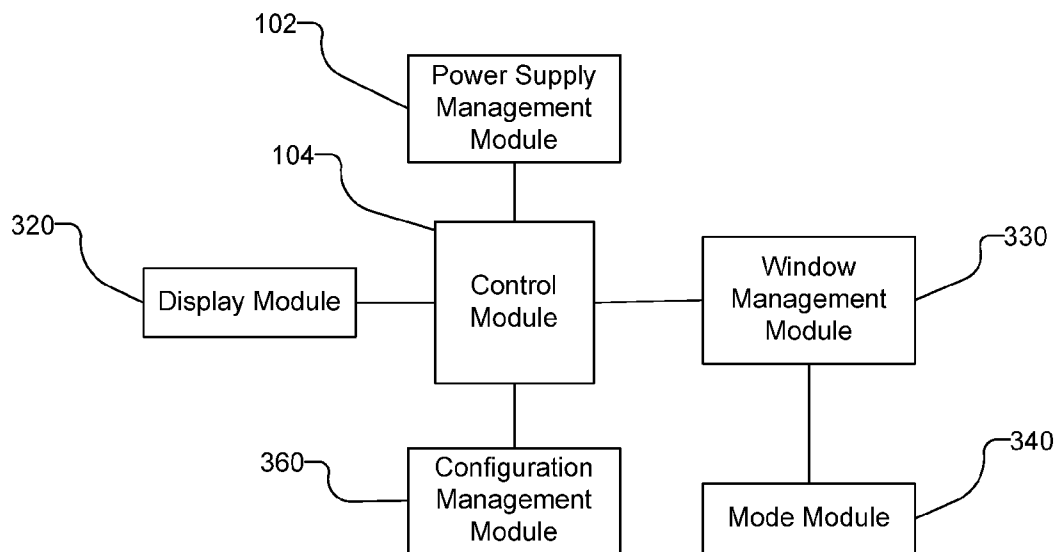 102
Power Supply
Management
Module
104
320
Control
Module
Display Module
330
Window
Management
Module
360
Configuration
Management
Module
340
Mode Module